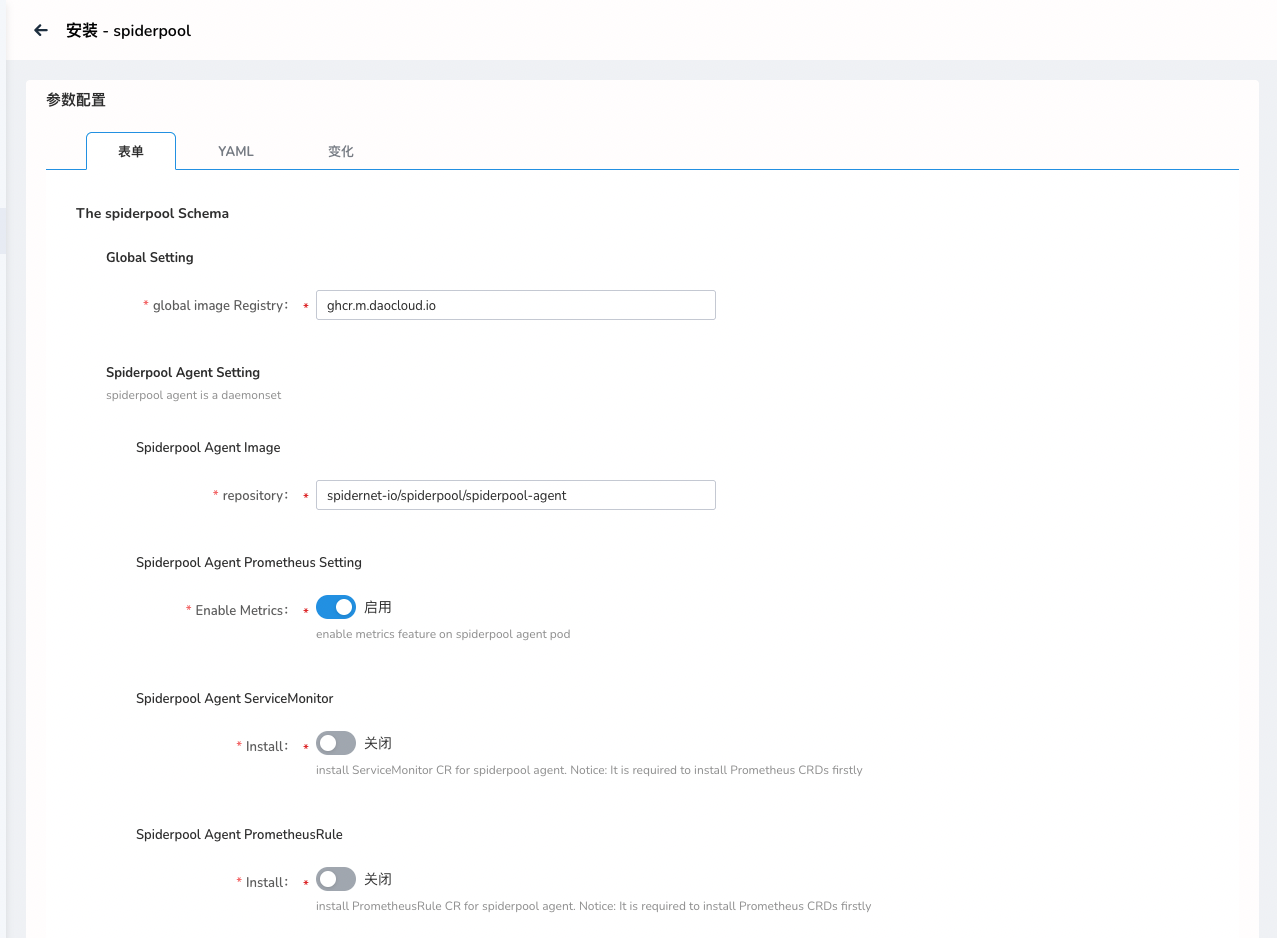 安装 - spiderpool
参数配置
表单 YAML 变化
The spiderpool Schema
Global Setting
* global image Registry： * ghcr.m.daocloud.io
Spiderpool Agent Setting
spiderpool agent is a daemonset
Spiderpool Agent Image
* repository： * spidernet-io/spiderpool/spiderpool-agent
Spiderpool Agent Prometheus Setting
* Enable Metrics： * 启用
enable metrics feature on spiderpool agent pod
Spiderpool Agent ServiceMonitor
* Install： * 关闭
install ServiceMonitor CR for spiderpool agent. Notice: It is required to install Prometheus CRDs firstly
Spiderpool Agent PrometheusRule
* Install： * 关闭
install PrometheusRule CR for spiderpool agent. Notice: It is required to install Prometheus CRDs firstly